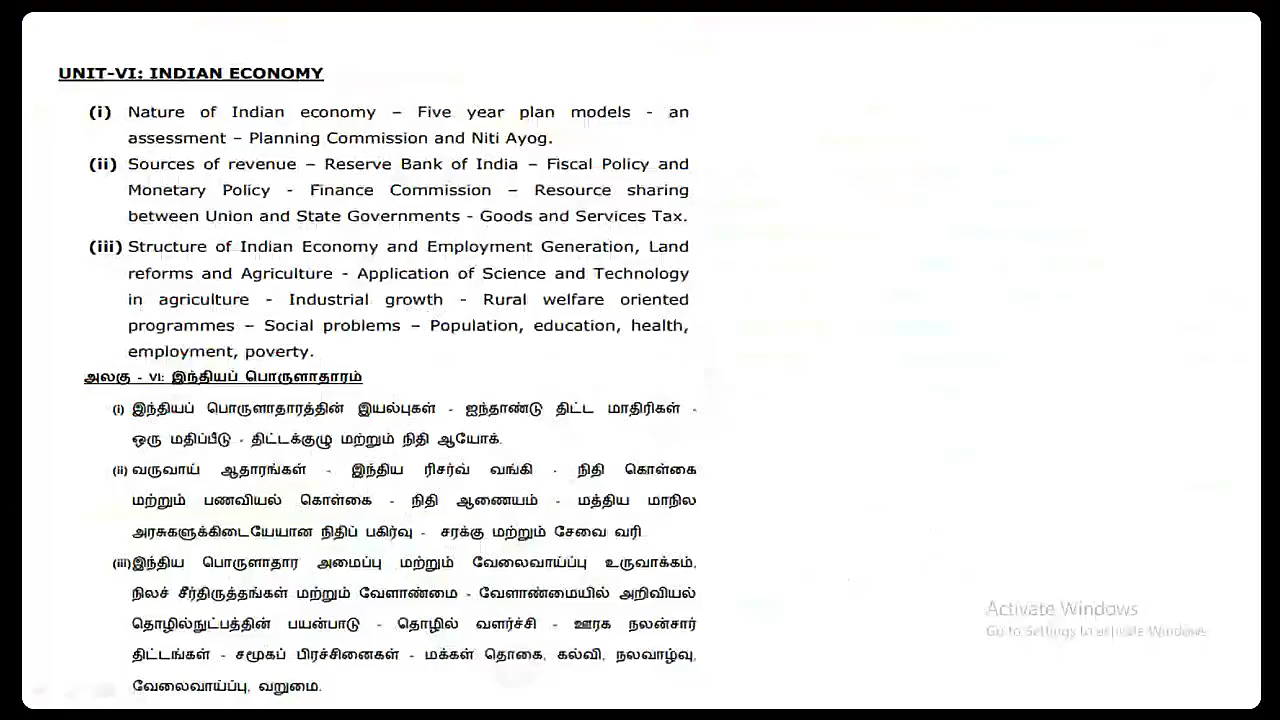 UNIT-VI: INDIAN ECONOMY
(i) Nature of Indian economy – Five year plan models - an
assessment – Planning Commission and Niti Ayog.
(ii) Sources of revenue – Reserve Bank of India – Fiscal Policy and
Monetary Policy - Finance Commission – Resource sharing
between Union and State Governments - Goods and Services Tax.
(iii) Structure of Indian Economy and Employment Generation, Land
reforms and Agriculture - Application of Science and Technology
in agriculture - Industrial growth - Rural welfare oriented
programmes – Social problems – Population, education, health,
employment, poverty.
அலகு - VI: இந்தியப் பொருளாதாரம்
(i) இந்தியப் பொருளாதாரத்தின் இயல்புகள் - ஐந்தாண்டு திட்ட மாதிரிகள் -
ஒரு மதிப்பீடு - திட்டக்குழு மற்றும் நிதி ஆயோக்.
(ii) வருவாய் ஆதாரங்கள் - இந்திய ரிசர்வ் வங்கி - நிதி கொள்கை
மற்றும் பணவியல் கொள்கை - நிதி ஆணையம் - மத்திய மாநில
அரசுகளுக்கிடையேயான நிதிப் பகிர்வு - சரக்கு மற்றும் சேவை வரி
(iii) இந்திய பொருளாதார அமைப்பு மற்றும் வேலைவாய்ப்பு உருவாக்கம்,
நிலச் சீர்திருத்தங்கள் மற்றும் வேளாண்மை - வேளாண்மையில் அறிவியல்
தொழில்நுட்பத்தின் பயன்பாடு - தொழில் வளர்ச்சி - ஊரக நலன்சார்
திட்டங்கள் - சமூகப் பிரச்சினைகள் - மக்கள் தொகை, கல்வி, நலவாழ்வு,
வேலைவாய்ப்பு, வறுமை.
Activate Windows
Go to Settings to activate Windows.